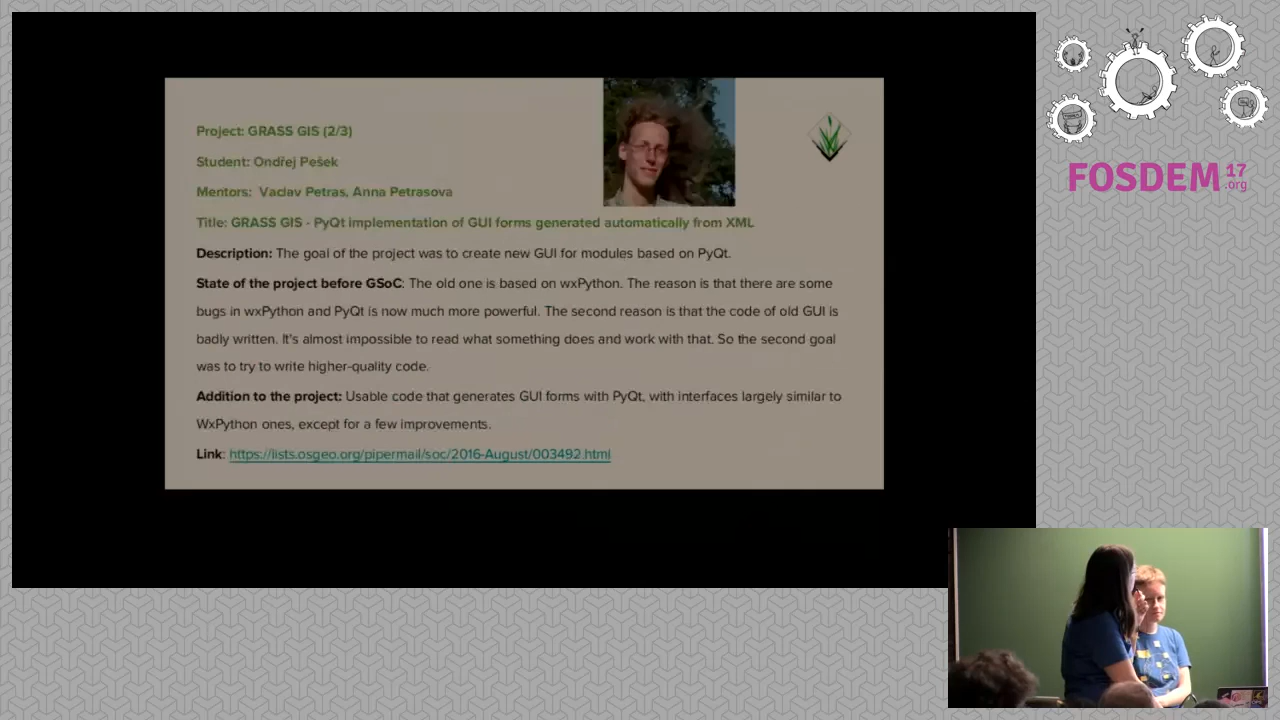 Project: GRASS GIS (2/3)
Student: Ondřej Pešek
Mentors: Vaclav Petras, Anna Petrasova
Title: GRASS GIS - PyQt implementation of GUI forms generated automatically from XML
Description: The goal of the project was to create new GUI for modules based on PyQt.
State of the project before GSoC: The old one is based on wxPython. The reason is that there are some
bugs in wxPython and PyQt is now much more powerful. The second reason is that the code of old GUI is
badly written. It's almost impossible to read what something does and work with that. So the second goal
was to try to write higher-quality code.
Addition to the project: Usable code that generates GUI forms with PyQt, with interfaces largely similar to
WxPython ones, except for a few improvements.
Link: https://lists.osgeo.org/pipermail/soc/2016-August/003492.html
FOSDEM 17
.org